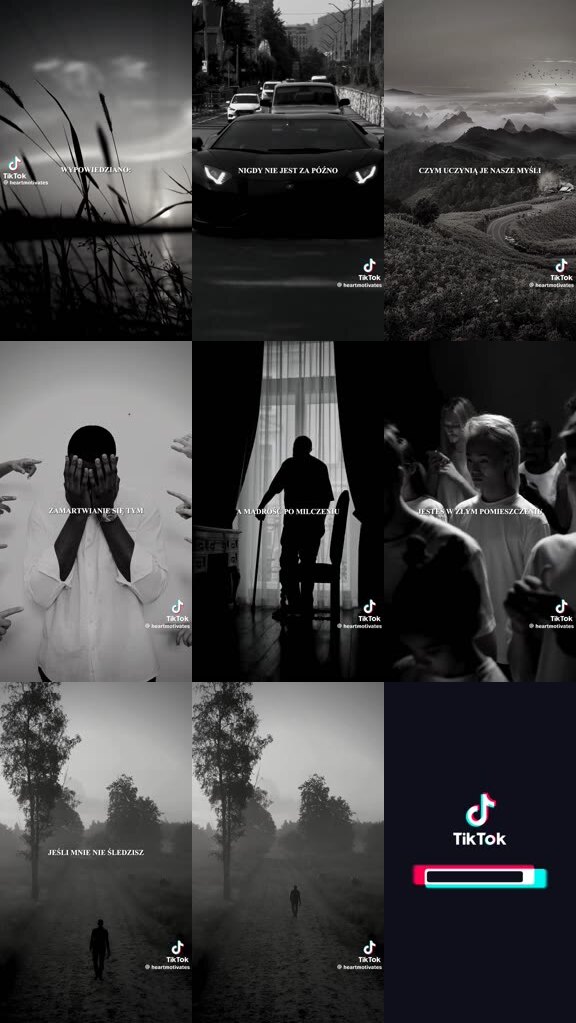 WYPOWIEDZIANO:
TikTok
@ heartmotivates
NIGDY NIE JEST ZA PÓŹNO
TikTok
@ heartmotivates
CZYM UCZYNIĄ JE NASZE MYŚLI
TikTok
@ heartmotivates
ZAMARTWIANIE SIĘ TYM
TikTok
@ heartmotivates
A MĄDROŚĆ PO MILCZENIU
TikTok
@ heartmotivates
JESTEŚ W ZŁYM POMIESZCZENIU
TikTok
@ heartmotivates
JEŚLI MNIE NIE ŚLEDZISZ
TikTok
@ heartmotivates
TikTok
@ heartmotivates
TikTok